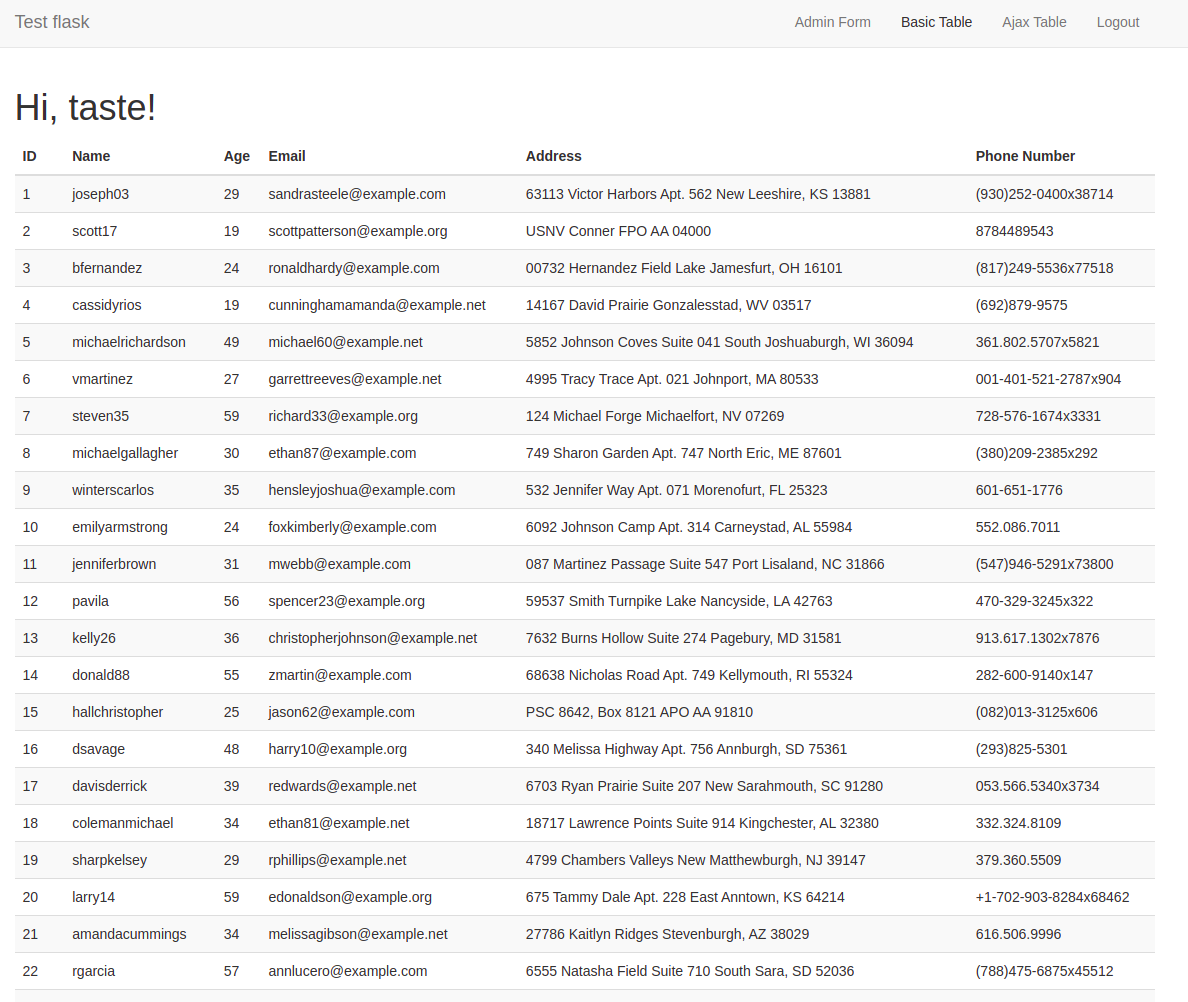 Test flask Admin Form Basic Table Ajax Table Logout
Hi, taste!
ID Name Age Email Address Phone Number
1 joseph03 29 sandrasteele@example.com 63113 Victor Harbors Apt. 562 New Leeshire, KS 13881 (930)252-0400x38714
2 scott17 19 scottpatterson@example.org USNV Conner FPO AA 04000 8784489543
3 bfernandez 24 ronaldhardy@example.com 00732 Hernandez Field Lake Jamesfurt, OH 16101 (817)249-5536x77518
4 cassidyrios 19 cunninghamamanda@example.net 14167 David Prairie Gonzalesstad, WV 03517 (692)879-9575
5 michaelrichardson 49 michael60@example.net 5852 Johnson Coves Suite 041 South Joshuaburgh, WI 36094 361.802.5707x5821
6 vmartinez 27 garrettreeves@example.net 4995 Tracy Trace Apt. 021 Johnport, MA 80533 001-401-521-2787x904
7 steven35 59 richard33@example.org 124 Michael Forge Michaelfort, NV 07269 728-576-1674x3331
8 michaelgallagher 30 ethan87@example.com 749 Sharon Garden Apt. 747 North Eric, ME 87601 (380)209-2385x292
9 winterscarlos 35 hensleyjoshua@example.com 532 Jennifer Way Apt. 071 Morenofurt, FL 25323 601-651-1776
10 emilyarmstrong 24 foxkimberly@example.com 6092 Johnson Camp Apt. 314 Carneystad, AL 55984 552.086.7011
11 jenniferbrown 31 mwebb@example.com 087 Martinez Passage Suite 547 Port Lisaland, NC 31866 (547)946-5291x73800
12 pavila 56 spencer23@example.org 59537 Smith Turnpike Lake Nancyside, LA 42763 470-329-3245x322
13 kelly26 36 christopherjohnson@example.net 7632 Burns Hollow Suite 274 Pagebury, MD 31581 913.617.1302x7876
14 donald88 55 zmartin@example.com 68638 Nicholas Road Apt. 749 Kellymouth, RI 55324 282-600-9140x147
15 hallchristopher 25 jason62@example.com PSC 8642, Box 8121 APO AA 91810 (082)013-3125x606
16 dsavage 48 harry10@example.org 340 Melissa Highway Apt. 756 Annburgh, SD 75361 (293)825-5301
17 davisderrick 39 redwards@example.net 6703 Ryan Prairie Suite 207 New Sarahmouth, SC 91280 053.566.5340x3734
18 colemanmichael 34 ethan81@example.net 18717 Lawrence Points Suite 914 Kingchester, AL 32380 332.324.8109
19 sharpkelsey 29 rphillips@example.net 4799 Chambers Valleys New Matthewburgh, NJ 39147 379.360.5509
20 larry14 59 edonaldson@example.org 675 Tammy Dale Apt. 228 East Anntown, KS 64214 +1-702-903-8284x68462
21 amandacummings 34 melissagibson@example.net 27786 Kaitlyn Ridges Stevenburgh, AZ 38029 616.506.9996
22 rgarcia 57 annlucero@example.com 6555 Natasha Field Suite 710 South Sara, SD 52036 (788)475-6875x45512